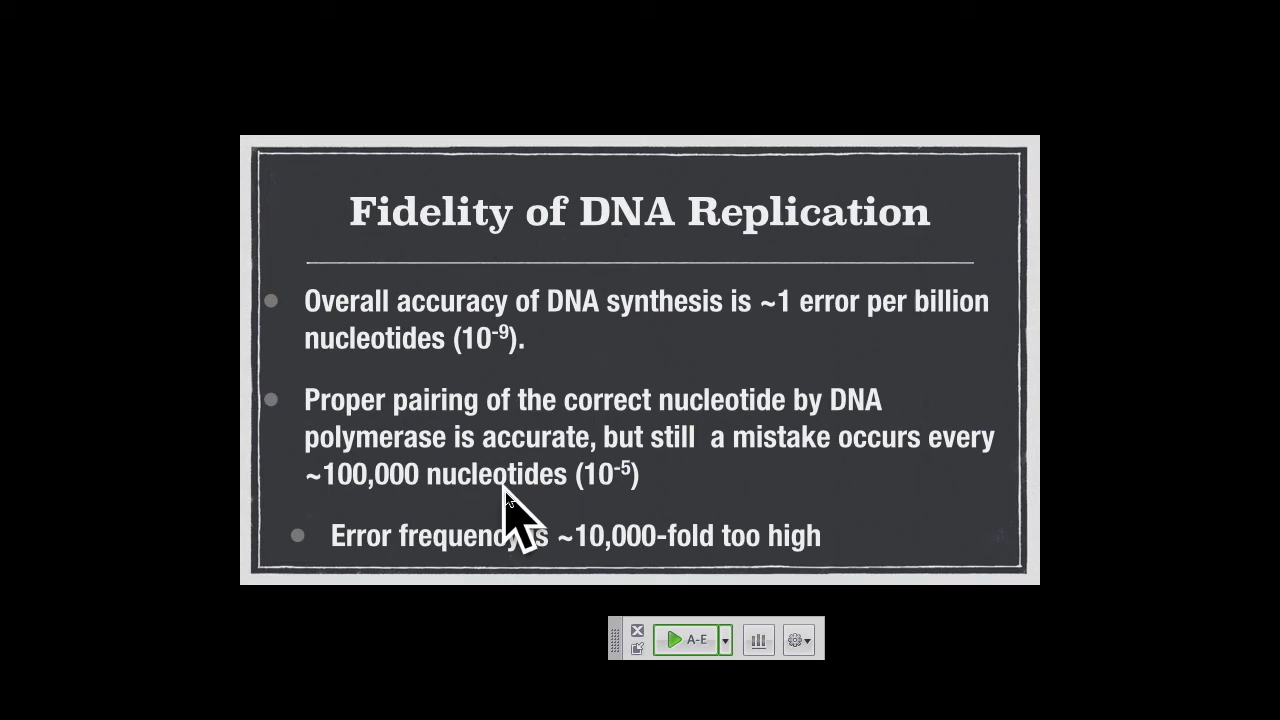 Fidelity of DNA Replication
Overall accuracy of DNA synthesis is ~1 error per billion
nucleotides (10⁻⁹).
Proper pairing of the correct nucleotide by DNA
polymerase is accurate, but still a mistake occurs every
~100,000 nucleotides (10⁻⁵)
Error frequency is ~10,000-fold too high
A-E